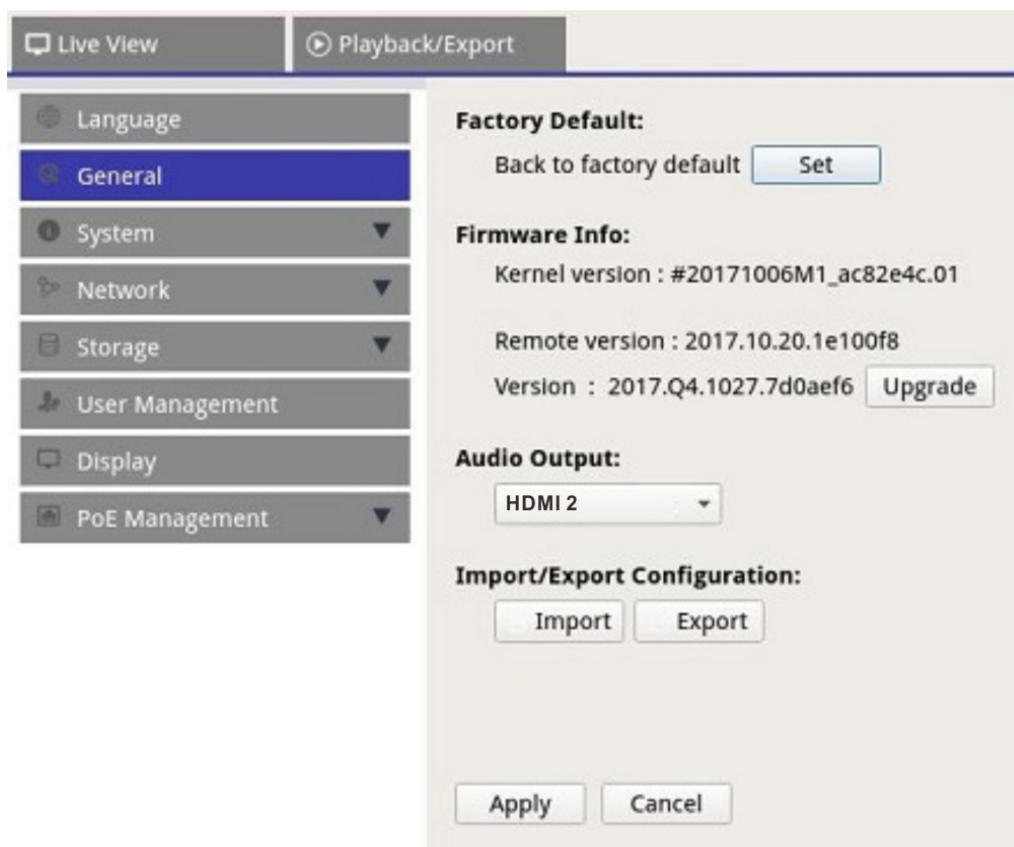 Live View
Playback/Export
Language
General
System
Network
Storage
User Management
Display
PoE Management
Factory Default:
Back to factory default Set
Firmware Info:
Kernel version : #20171006M1_ac82e4c.01
Remote version : 2017.10.20.1e100f8
Version : 2017.Q4.1027.7d0aef6 Upgrade
Audio Output:
HDMI 2
Import/Export Configuration:
Import Export
Apply Cancel